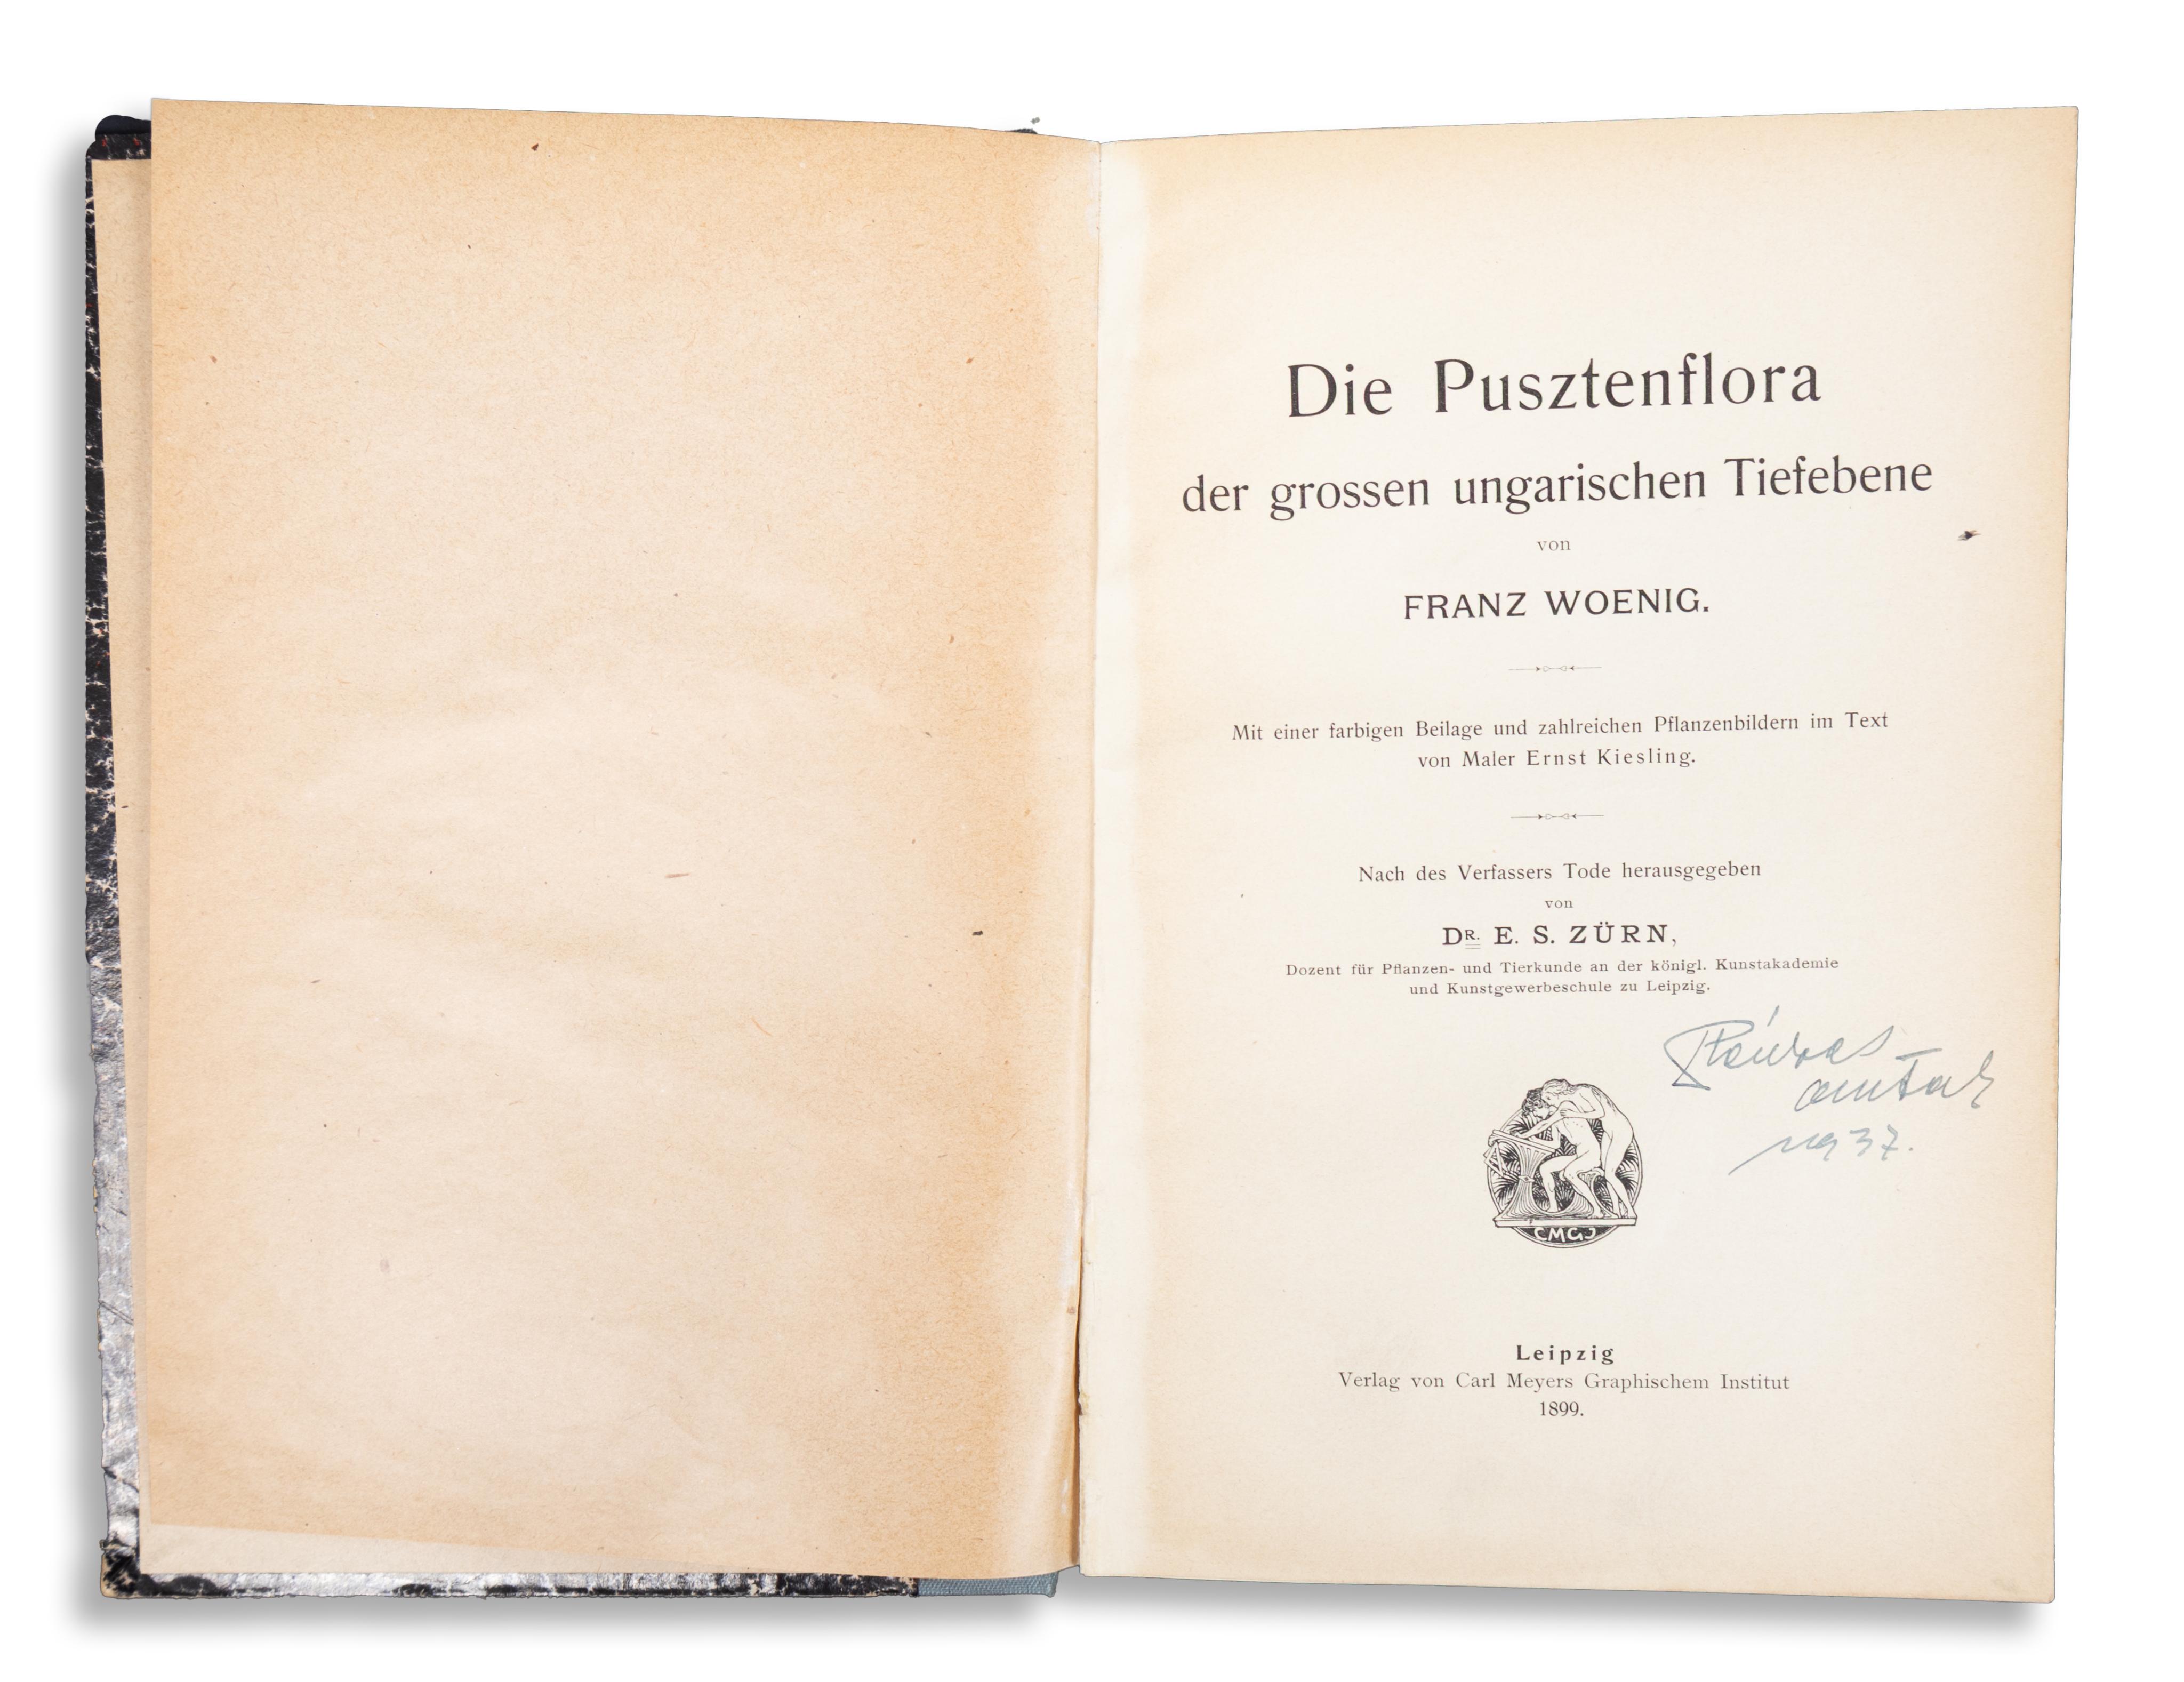 Die Pusztenflora
der grossen ungarischen Tiefebene
von
FRANZ WOENIG.
Mit einer farbigen Beilage und zahlreichen Pflanzenbildern im Text
von Maler Ernst Kiesling.
Nach des Verfassers Tode herausgegeben
von
DR. E. S. ZÜRN,
Dozent für Pflanzen- und Tierkunde an der königl. Kunstakademie
und Kunstgewerbeschule zu Leipzig.
CMGJ
Leipzig
Verlag von Carl Meyers Graphischem Institut
1899.